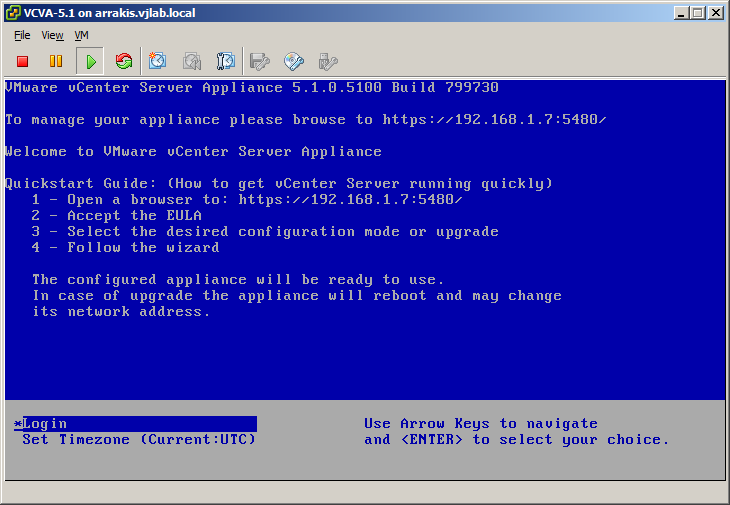 VCVA-5.1 on arrakis.vjlab.local
File View VM
VMware vCenter Server Appliance 5.1.0.5100 Build 799730
To manage your appliance please browse to https://192.168.1.7:5480/
Welcome to VMware vCenter Server Appliance
Quickstart Guide: (How to get vCenter Server running quickly)
1 - Open a browser to: https://192.168.1.7:5480/
2 - Accept the EULA
3 - Select the desired configuration mode or upgrade
4 - Follow the wizard
The configured appliance will be ready to use.
In case of upgrade the appliance will reboot and may change
its network address.
*Login Use Arrow Keys to navigate
Set Timezone (Current:UTC) and <ENTER> to select your choice.